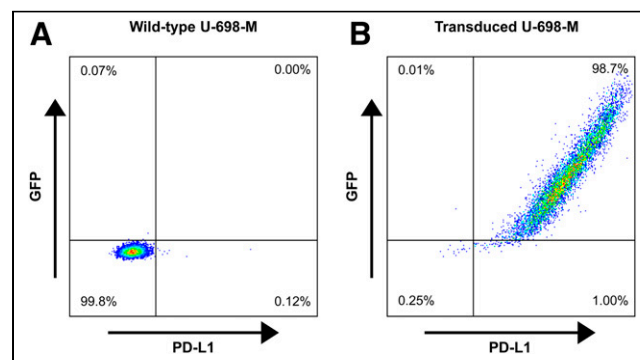 A
Wild-type U-698-M
0.07%
0.00%
GFP
99.8%
0.12%
PD-L1
B
Transduced U-698-M
0.01%
98.7%
GFP
0.25%
1.00%
PD-L1